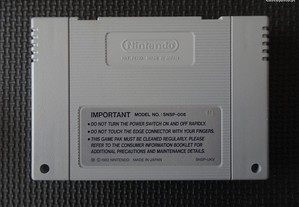 Nintendo
IMPORTANT MODEL NO.: SNSP-006
• DO NOT TURN THE POWER SWITCH ON AND OFF RAPIDLY.
• DO NOT TOUCH THE EDGE CONNECTOR WITH YOUR FINGERS.
• THIS GAME PAK MUST BE CLEANED REGULARLY. PLEASE
REFER TO THE CONSUMER INFORMATION BOOKLET FOR
ADDITIONAL PRECAUTIONS AND MAINTENANCE DETAILS.
© 1992 NINTENDO MADE IN JAPAN